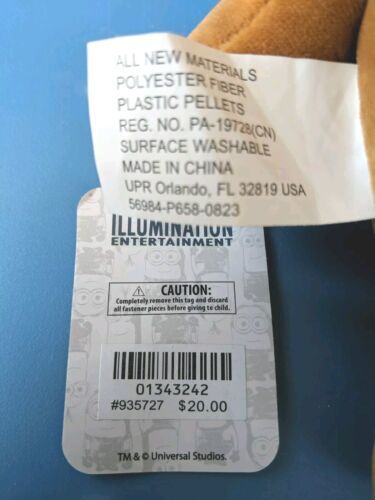 ALL NEW MATERIALS
POLYESTER FIBER
PLASTIC PELLETS
REG. NO. PA-19728(CN)
SURFACE WASHABLE
MADE IN CHINA
UPR Orlando, FL 32819 USA
56984-P658-0823
ILLUMINATION
ENTERTAINMENT
CAUTION:
Completely remove this tag and discard
all fastener pieces before giving to child.
01343242
#935727 $20.00
TM & © Universal Studios.